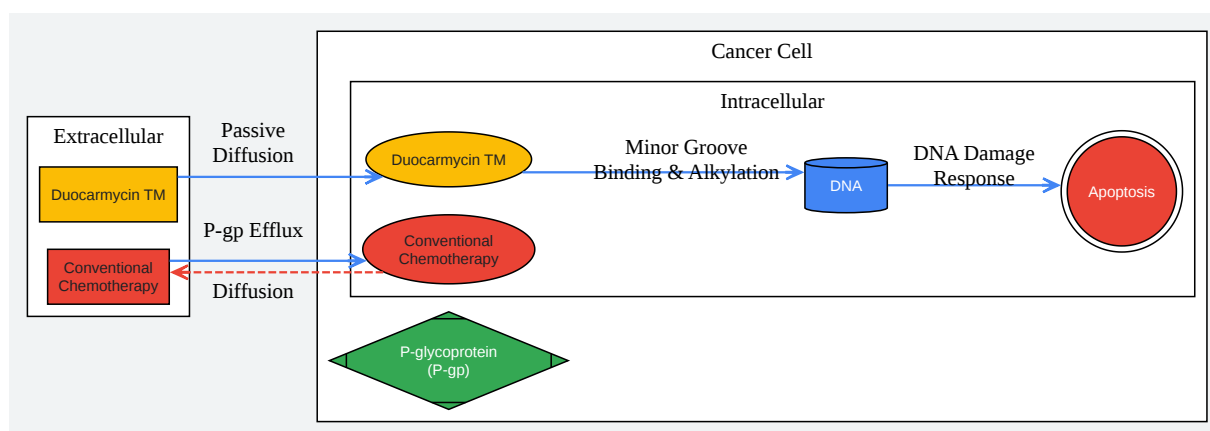 Cancer Cell
Intracellular
Extracellular
Passive
Diffusion
Duocarmycin TM
Duocarmycin TM
Minor Groove
Binding & Alkylation
DNA
DNA Damage
Response
Apoptosis
P-gp Efflux
Conventional
Chemotherapy
Diffusion
Conventional
Chemotherapy
P-glycoprotein
(P-gp)